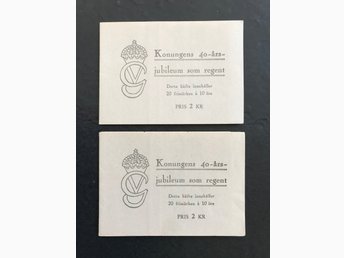 Konungens 40-års-
jubileum som regent
Detta häfte innehåller
20 frimärken à 10 öre
PRIS 2 KR
Konungens 40-års-
jubileum som regent
Detta häfte innehåller
20 frimärken à 10 öre
PRIS 2 KR